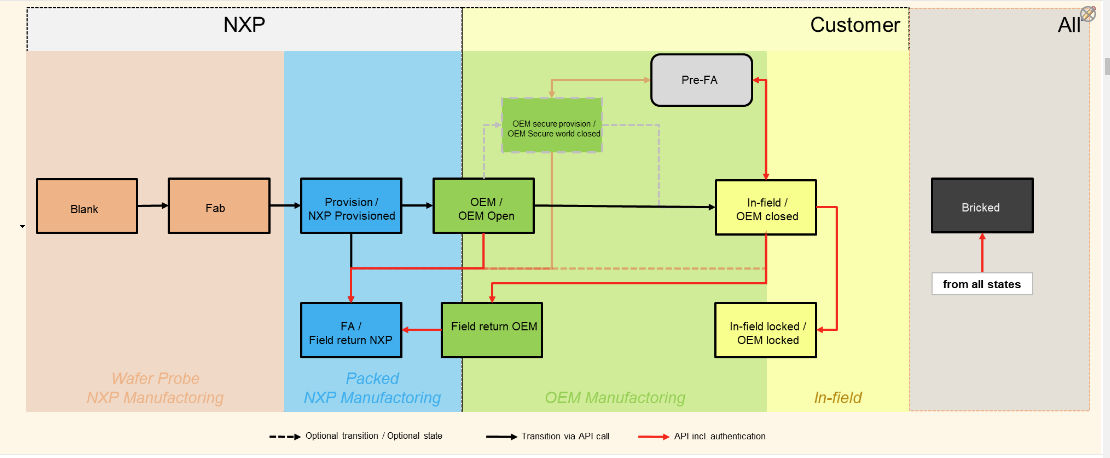 NXP
Customer
All
Pre-FA
OEM secure provision /
OEM Secure world closed
Blank
Fab
Provision /
NXP Provisioned
OEM /
OEM Open
In-field /
OEM closed
Bricked
from all states
FA /
Field return NXP
Field return OEM
In-field locked /
OEM locked
Wafer Probe
NXP Manufactoring
Packed
NXP Manufactoring
OEM Manufactoring
In-field
Optional transition / Optional state
Transition via API call
API incl. authentication